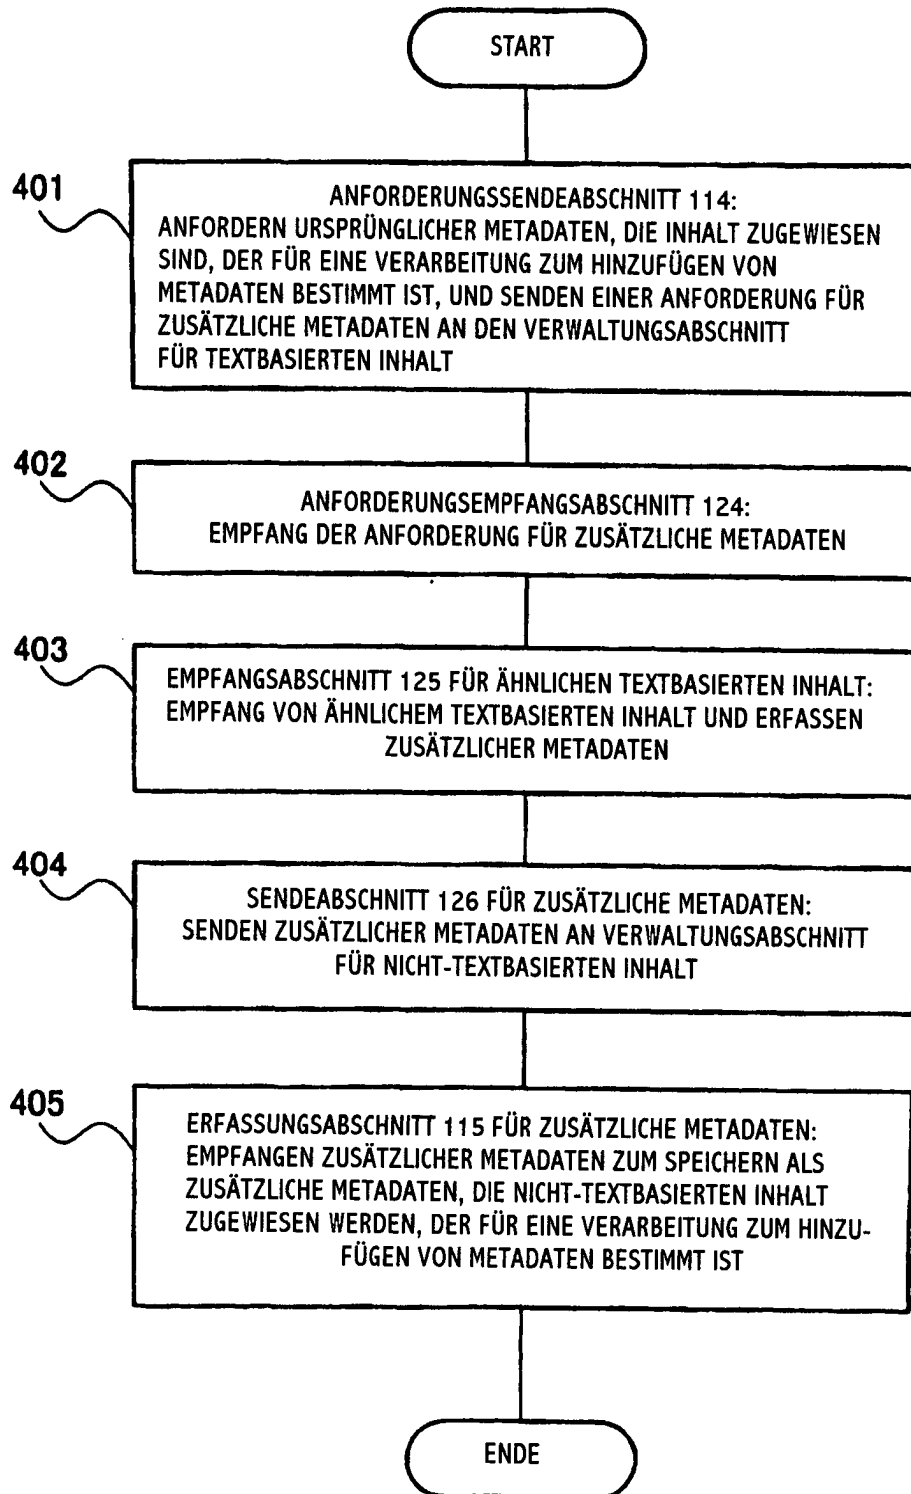 START
401
ANFORDERUNGSSENDEABSCHNITT 114:
ANFORDERN URSPRÜNGLICHER METADATEN, DIE INHALT ZUGEWIESEN
SIND, DER FÜR EINE VERARBEITUNG ZUM HINZUFÜGEN VON
METADATEN BESTIMMT IST, UND SENDEN EINER ANFORDERUNG FÜR
ZUSÄTZLICHE METADATEN AN DEN VERWALTUNGSABSCHNITT
FÜR TEXTBASIERTEN INHALT
402
ANFORDERUNGSEMPFANGSABSCHNITT 124:
EMPFANG DER ANFORDERUNG FÜR ZUSÄTZLICHE METADATEN
403
EMPFANGSABSCHNITT 125 FÜR ÄHNLICHEN TEXTBASIERTEN INHALT:
EMPFANG VON ÄHNLICHEM TEXTBASIERTEN INHALT UND ERFASSEN
ZUSÄTZLICHER METADATEN
404
SENDEABSCHNITT 126 FÜR ZUSÄTZLICHE METADATEN:
SENDEN ZUSÄTZLICHER METADATEN AN VERWALTUNGSABSCHNITT
FÜR NICHT-TEXTBASIERTEN INHALT
405
ERFASSUNGSABSCHNITT 115 FÜR ZUSÄTZLICHE METADATEN:
EMPFANGEN ZUSÄTZLICHER METADATEN ZUM SPEICHERN ALS
ZUSÄTZLICHE METADATEN, DIE NICHT-TEXTBASIERTEN INHALT
ZUGEWIESEN WERDEN, DER FÜR EINE VERARBEITUNG ZUM HINZU-
FÜGEN VON METADATEN BESTIMMT IST
ENDE